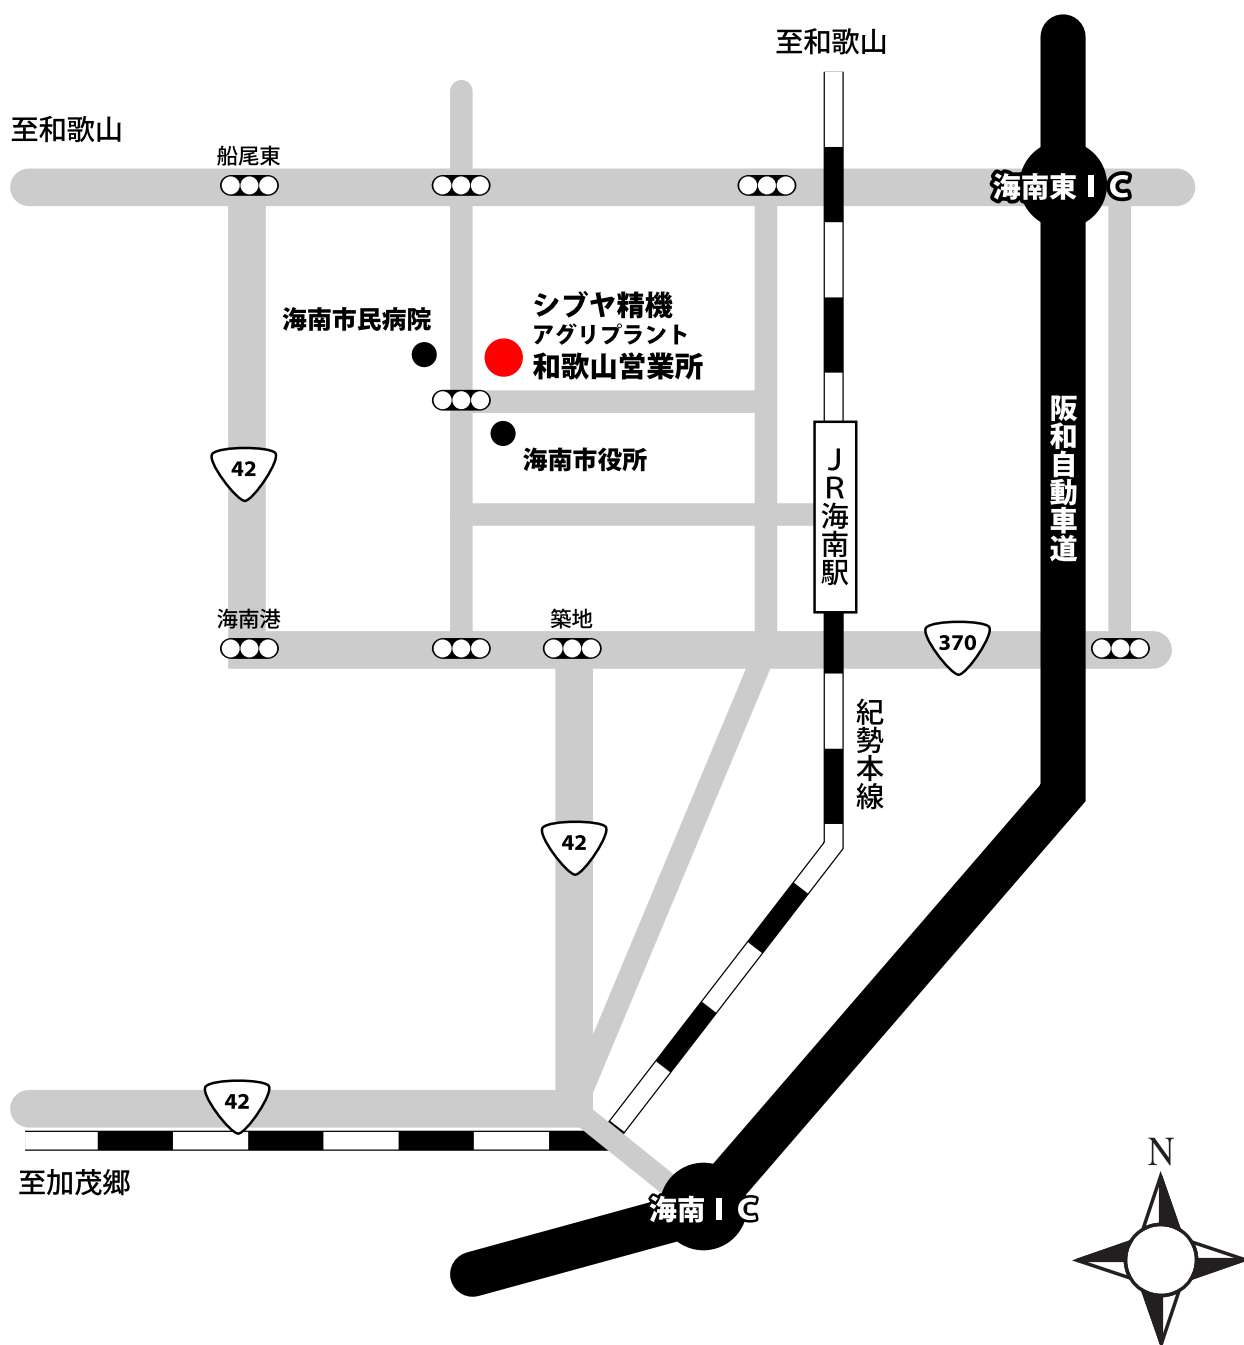 至和歌山
至和歌山
船尾東
海南東IC
シブヤ精機
アグリプラント
和歌山営業所
海南市民病院
海南市役所
42
JR海南駅
阪和自動車道
海南港
築地
370
紀勢本線
42
42
至加茂郷
海南IC
N